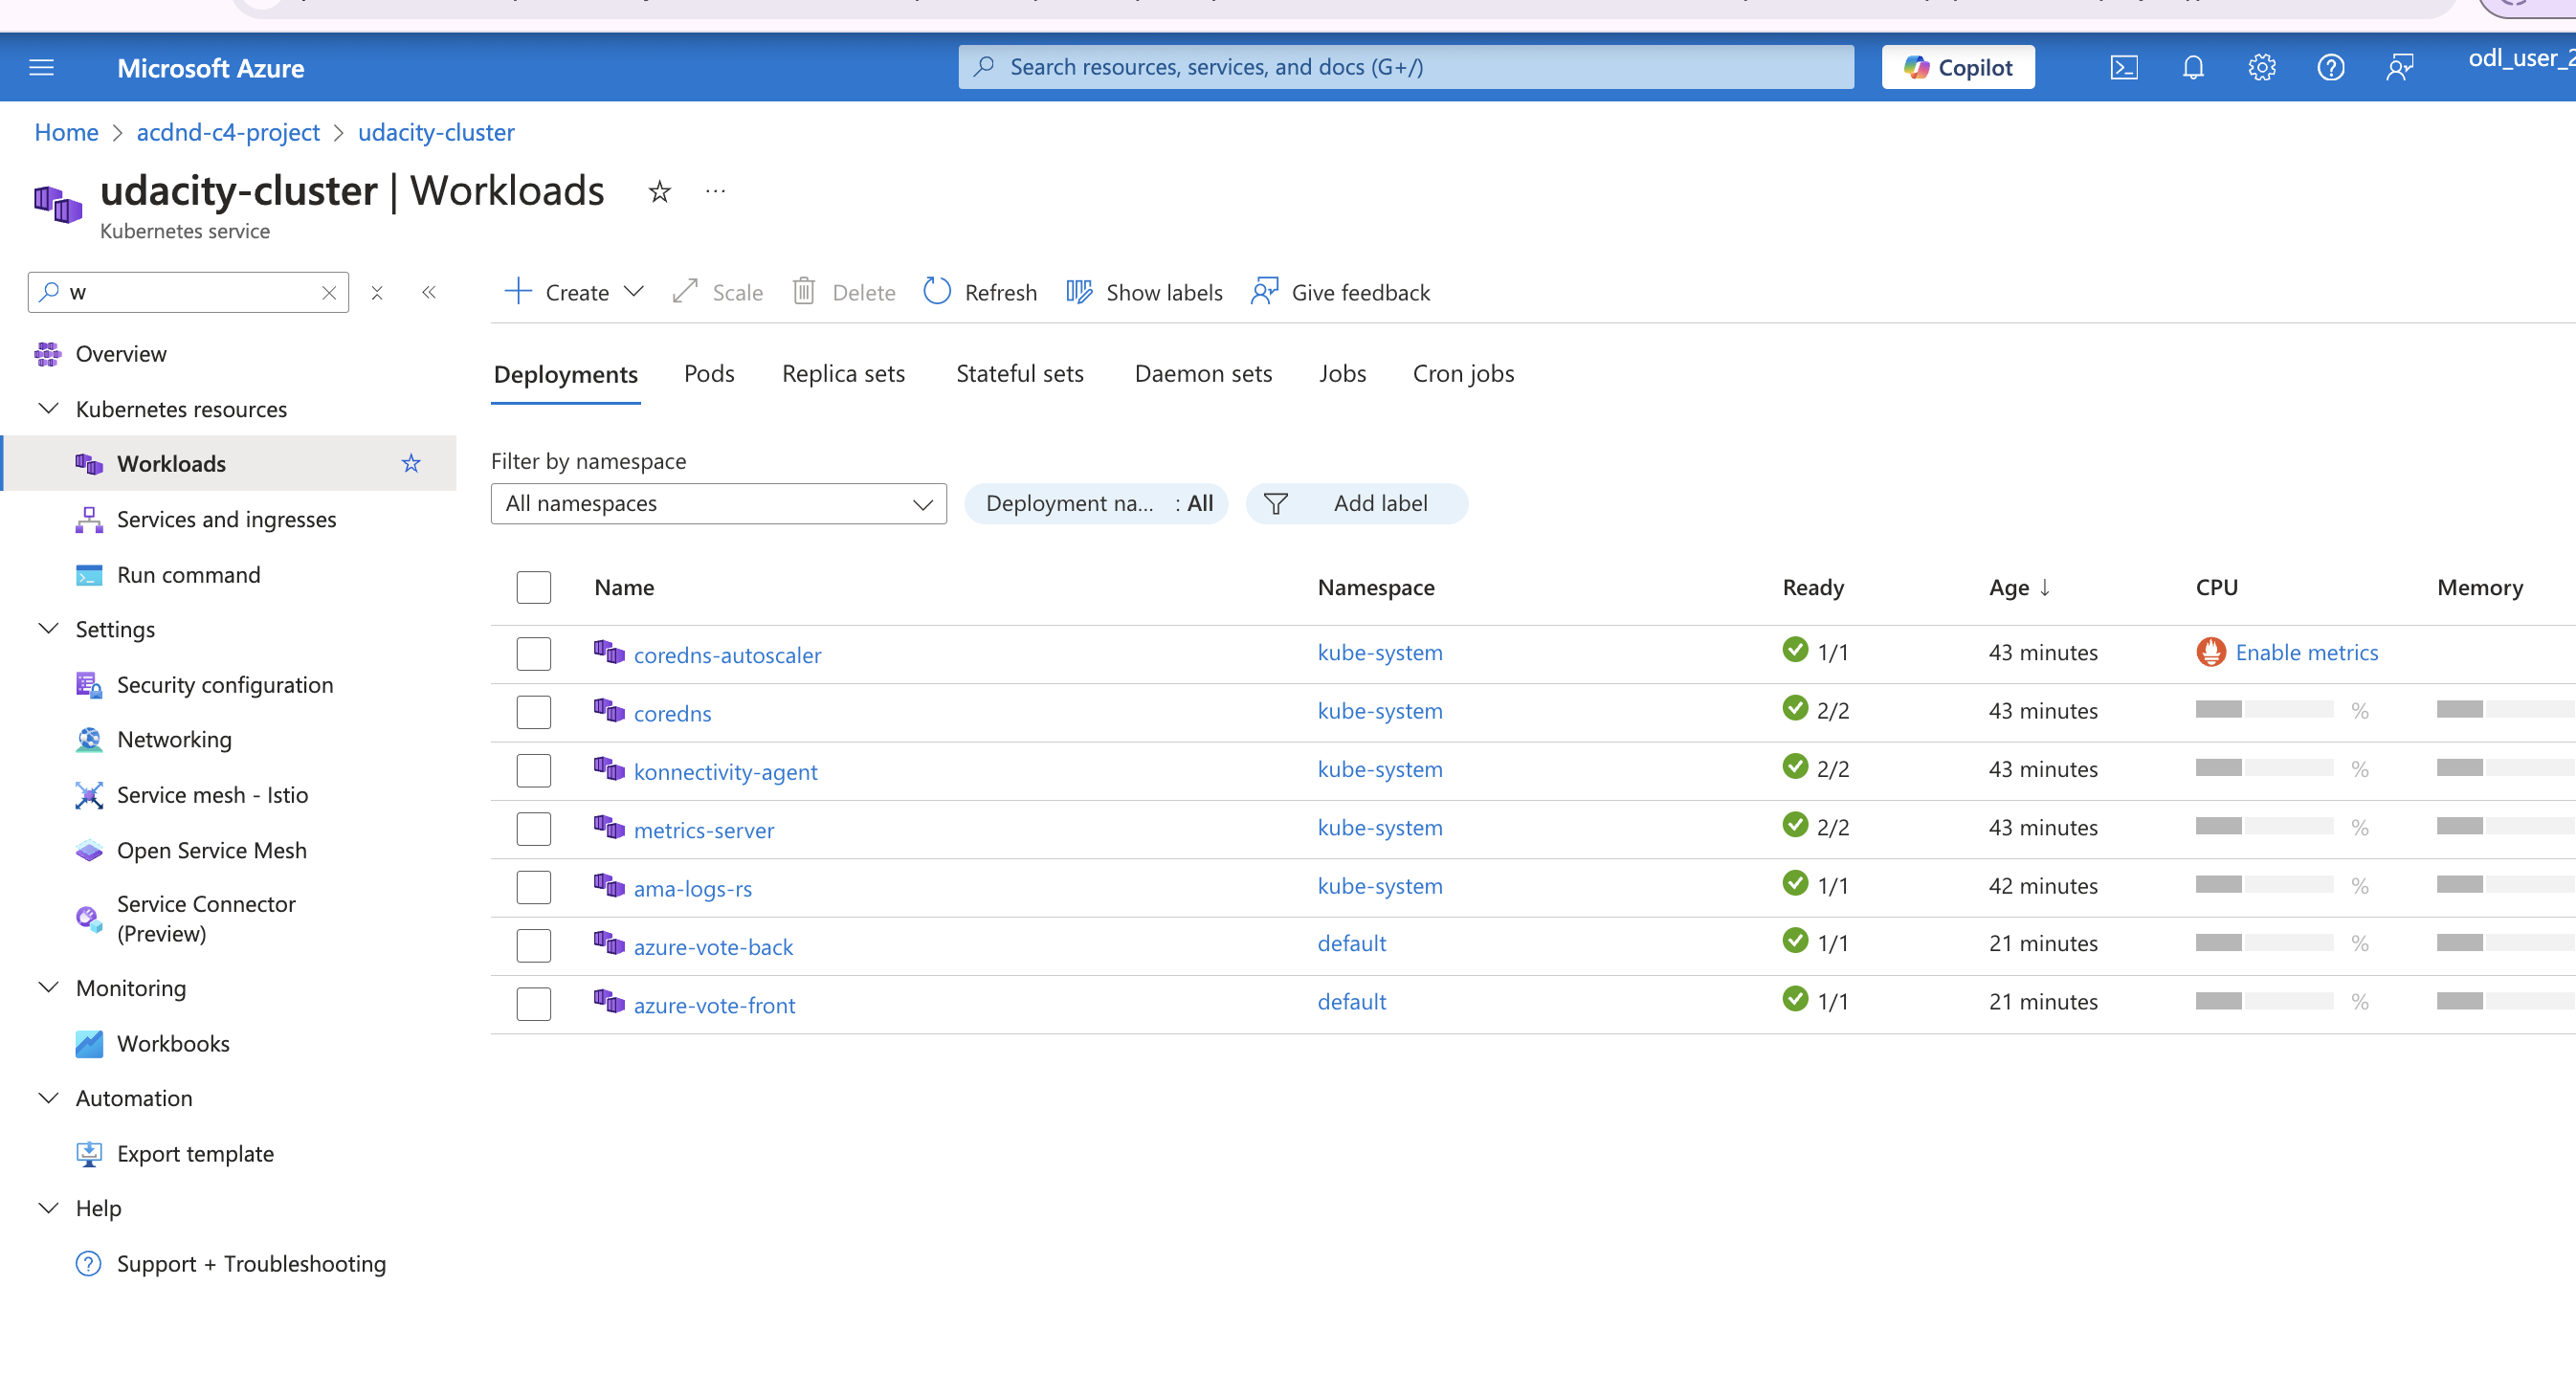 Microsoft Azure
Search resources, services, and docs (G+/)
Copilot
Home > acdnd-c4-project > udacity-cluster
udacity-cluster | Workloads
Kubernetes service
w
Create
Scale
Delete
Refresh
Show labels
Give feedback
Overview
Kubernetes resources
Workloads
Services and ingresses
Run command
Settings
Security configuration
Networking
Service mesh - Istio
Open Service Mesh
Service Connector
(Preview)
Monitoring
Workbooks
Automation
Export template
Help
Support + Troubleshooting
Deployments Pods Replica sets Stateful sets Daemon sets Jobs Cron jobs
Filter by namespace
All namespaces
Deployment na... : All
Add label
Name Namespace Ready Age ↓ CPU Memory
coredns-autoscaler kube-system 1/1 43 minutes Enable metrics
coredns kube-system 2/2 43 minutes %
konnectivity-agent kube-system 2/2 43 minutes %
metrics-server kube-system 2/2 43 minutes %
ama-logs-rs kube-system 1/1 42 minutes %
azure-vote-back default 1/1 21 minutes %
azure-vote-front default 1/1 21 minutes %